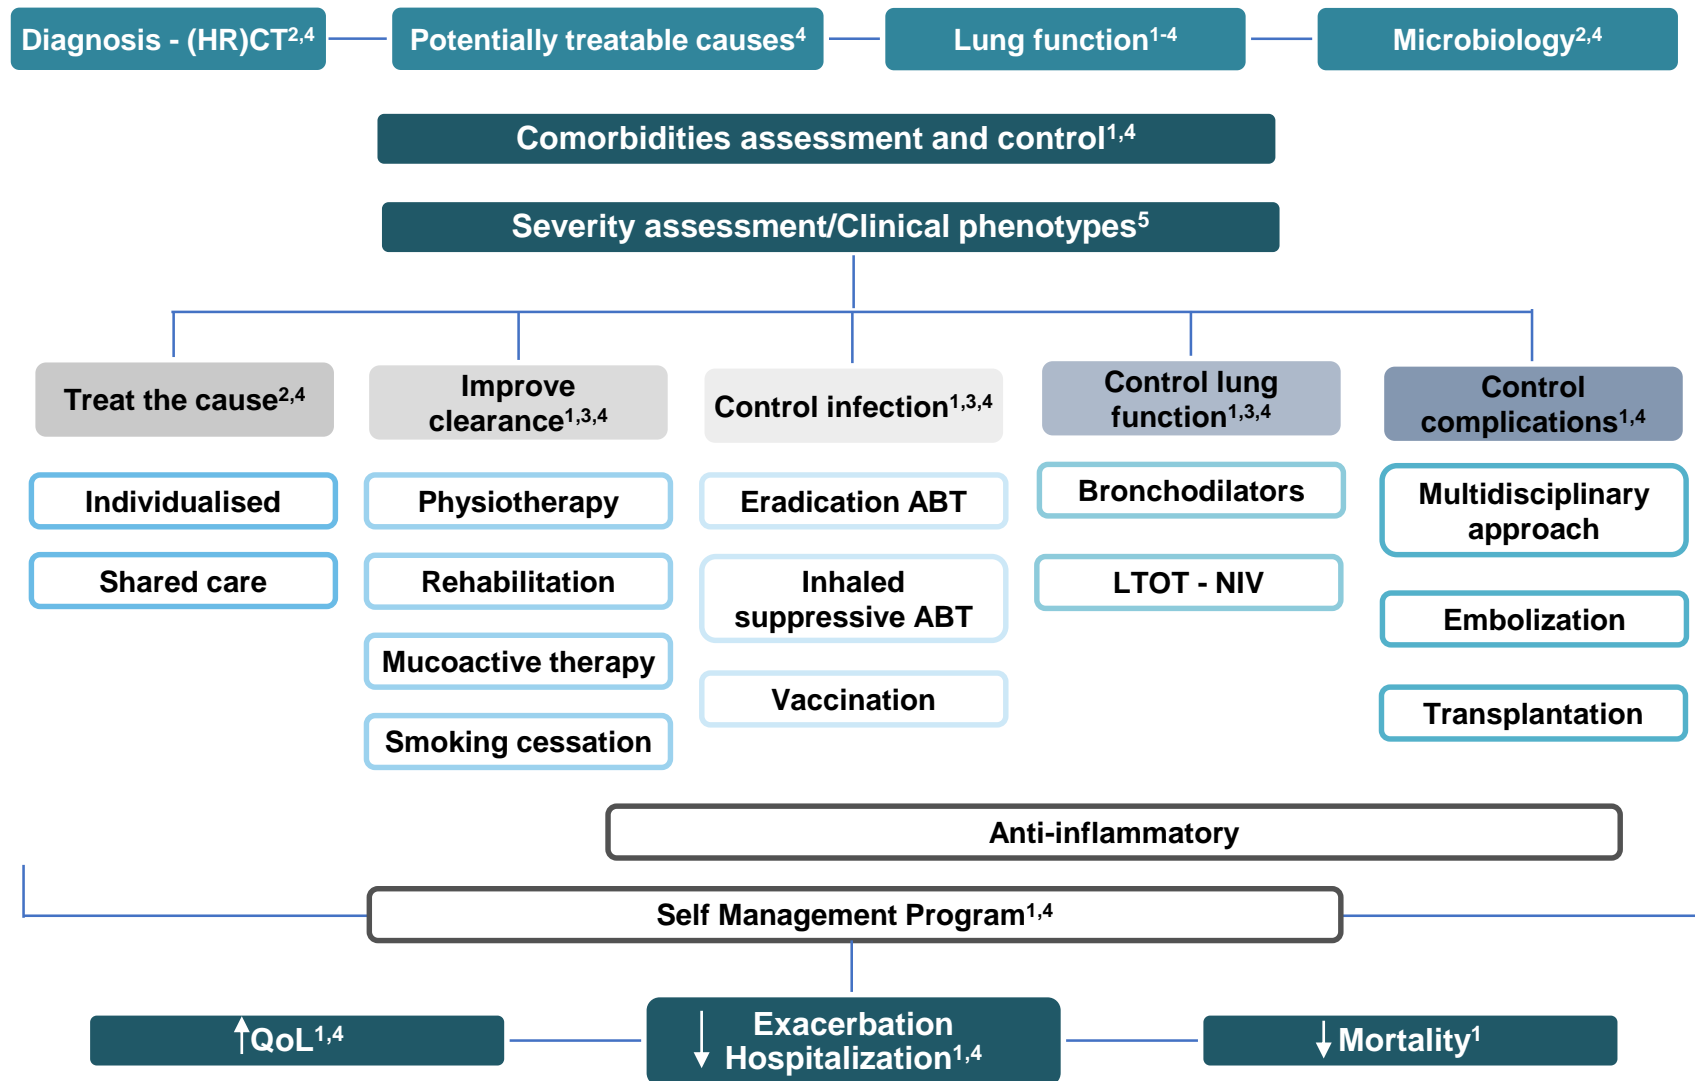 Diagnosis - (HR)CT2,4
Potentially treatable causes4
Lung function1-4
Microbiology2,4
Comorbidities assessment and control1,4
Severity assessment/Clinical phenotypes5
Treat the cause2,4
Individualised
Shared care
Improve
clearance1,3,4
Physiotherapy
Rehabilitation
Mucoactive therapy
Smoking cessation
Control infection1,3,4
Eradication ABT
Inhaled
suppressive ABT
Vaccination
Control lung
function1,3,4
Bronchodilators
LTOT - NIV
Control
complications1,4
Multidisciplinary
approach
Embolization
Transplantation
Anti-inflammatory
Self Management Program1,4
↑QoL1,4
↓ Exacerbation
Hospitalization1,4
↓Mortality1